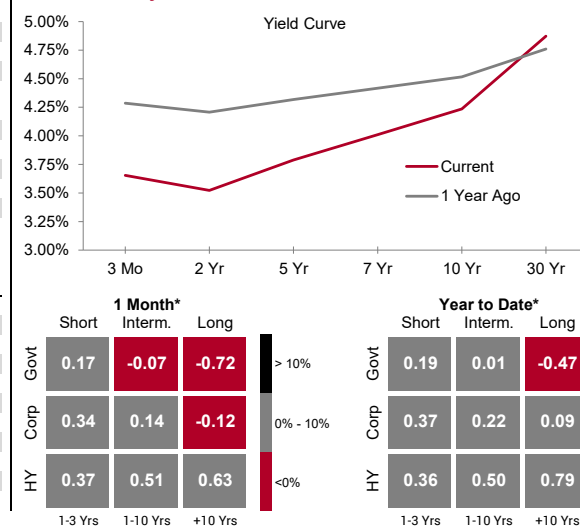 Yield Curve
5.00%
4.75%
4.50%
4.25%
4.00%
3.75%
3.50%
3.25%
3.00%
Current
1 Year Ago
3 Mo 2 Yr 5 Yr 7 Yr 10 Yr 30 Yr
1 Month*
Short Interm. Long
Govt 0.17 -0.07 -0.72
Corp 0.34 0.14 -0.12
HY 0.37 0.51 0.63
1-3 Yrs 1-10 Yrs +10 Yrs
> 10%
0% - 10%
<0%
Year to Date*
Short Interm. Long
Govt 0.19 0.01 -0.47
Corp 0.37 0.22 0.09
HY 0.36 0.50 0.79
1-3 Yrs 1-10 Yrs +10 Yrs